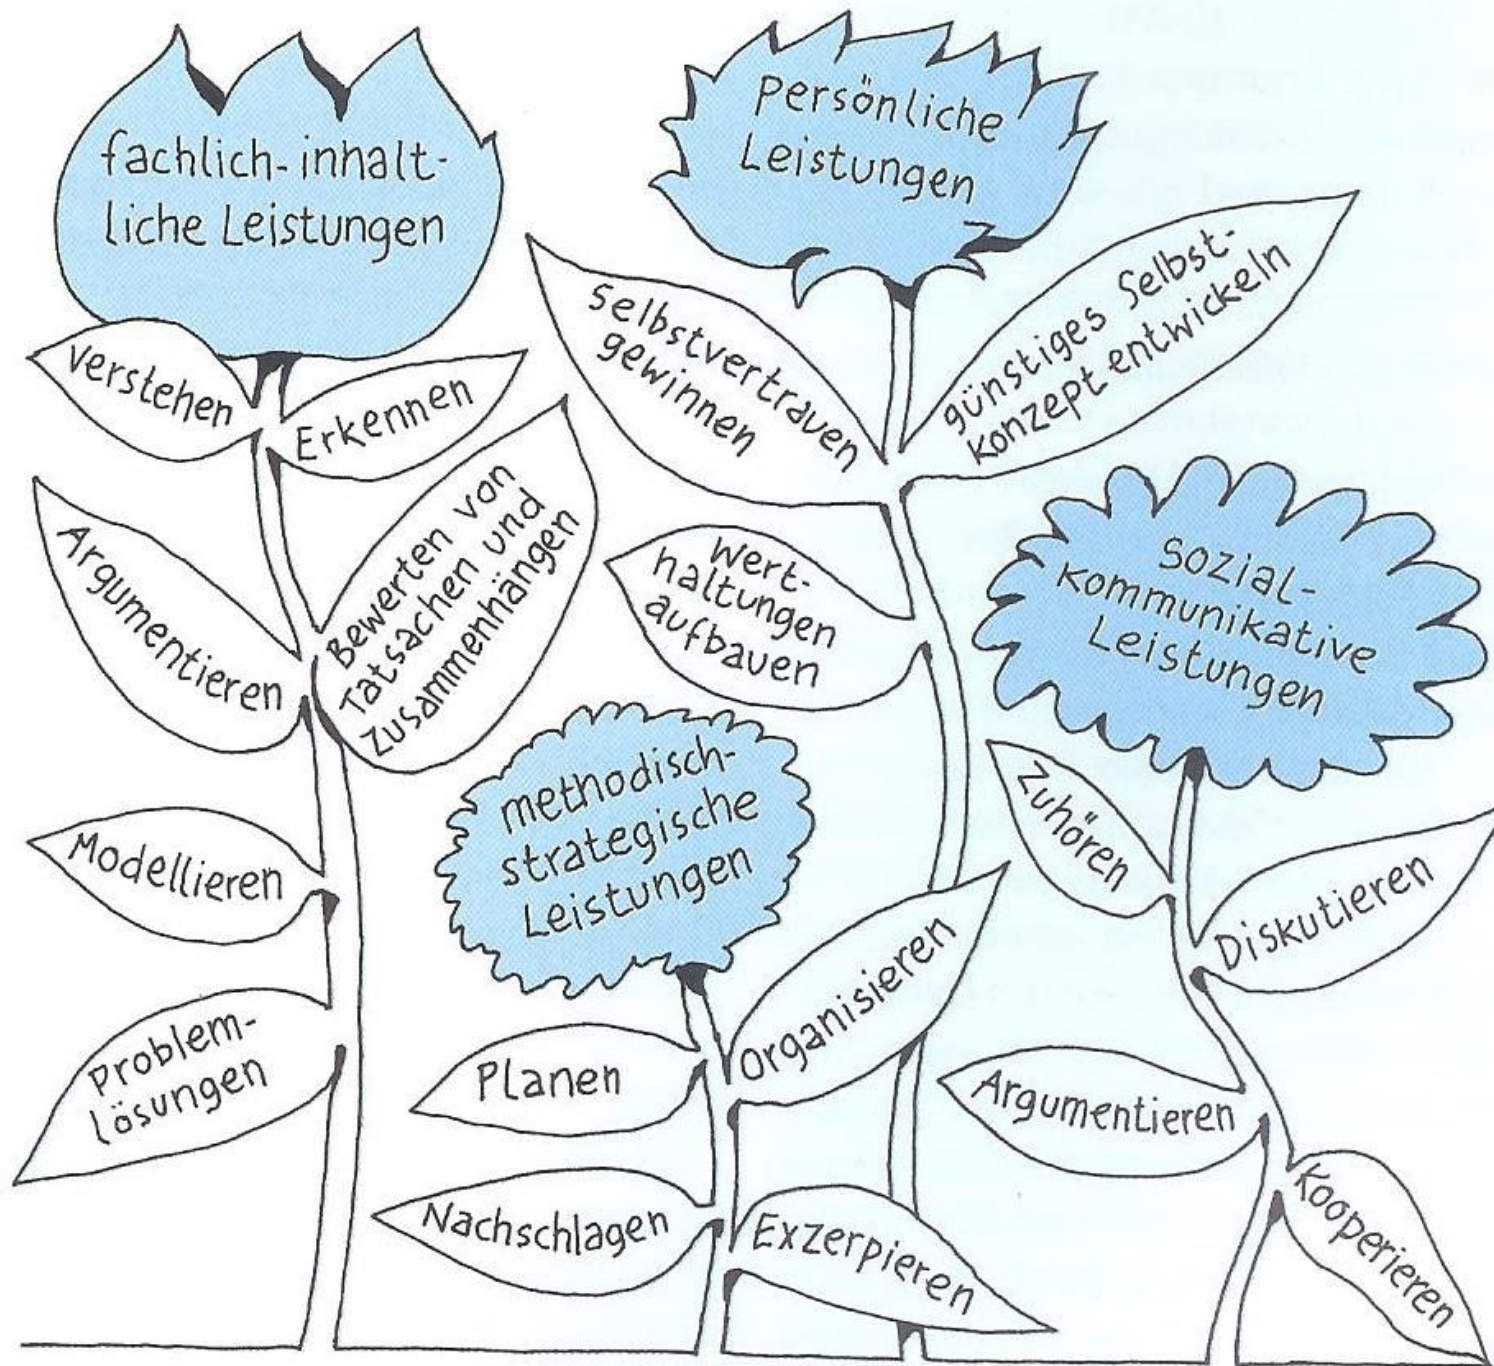 fachlich-inhalt-
liche Leistungen
Verstehen
Erkennen
Argumentieren
Bewerten von
Tatsachen und
Zusammenhängen
Modellieren
Problem-
lösungen
persönliche
Leistungen
Selbstvertrauen
gewinnen
günstiges Selbst-
konzept entwickeln
Wert-
haltungen
aufbauen
methodisch-
strategische
Leistungen
Organisieren
Planen
Nachschlagen
Exzerpieren
sozial-
kommunikative
Leistungen
Zuhören
Diskutieren
Argumentieren
Kooperieren